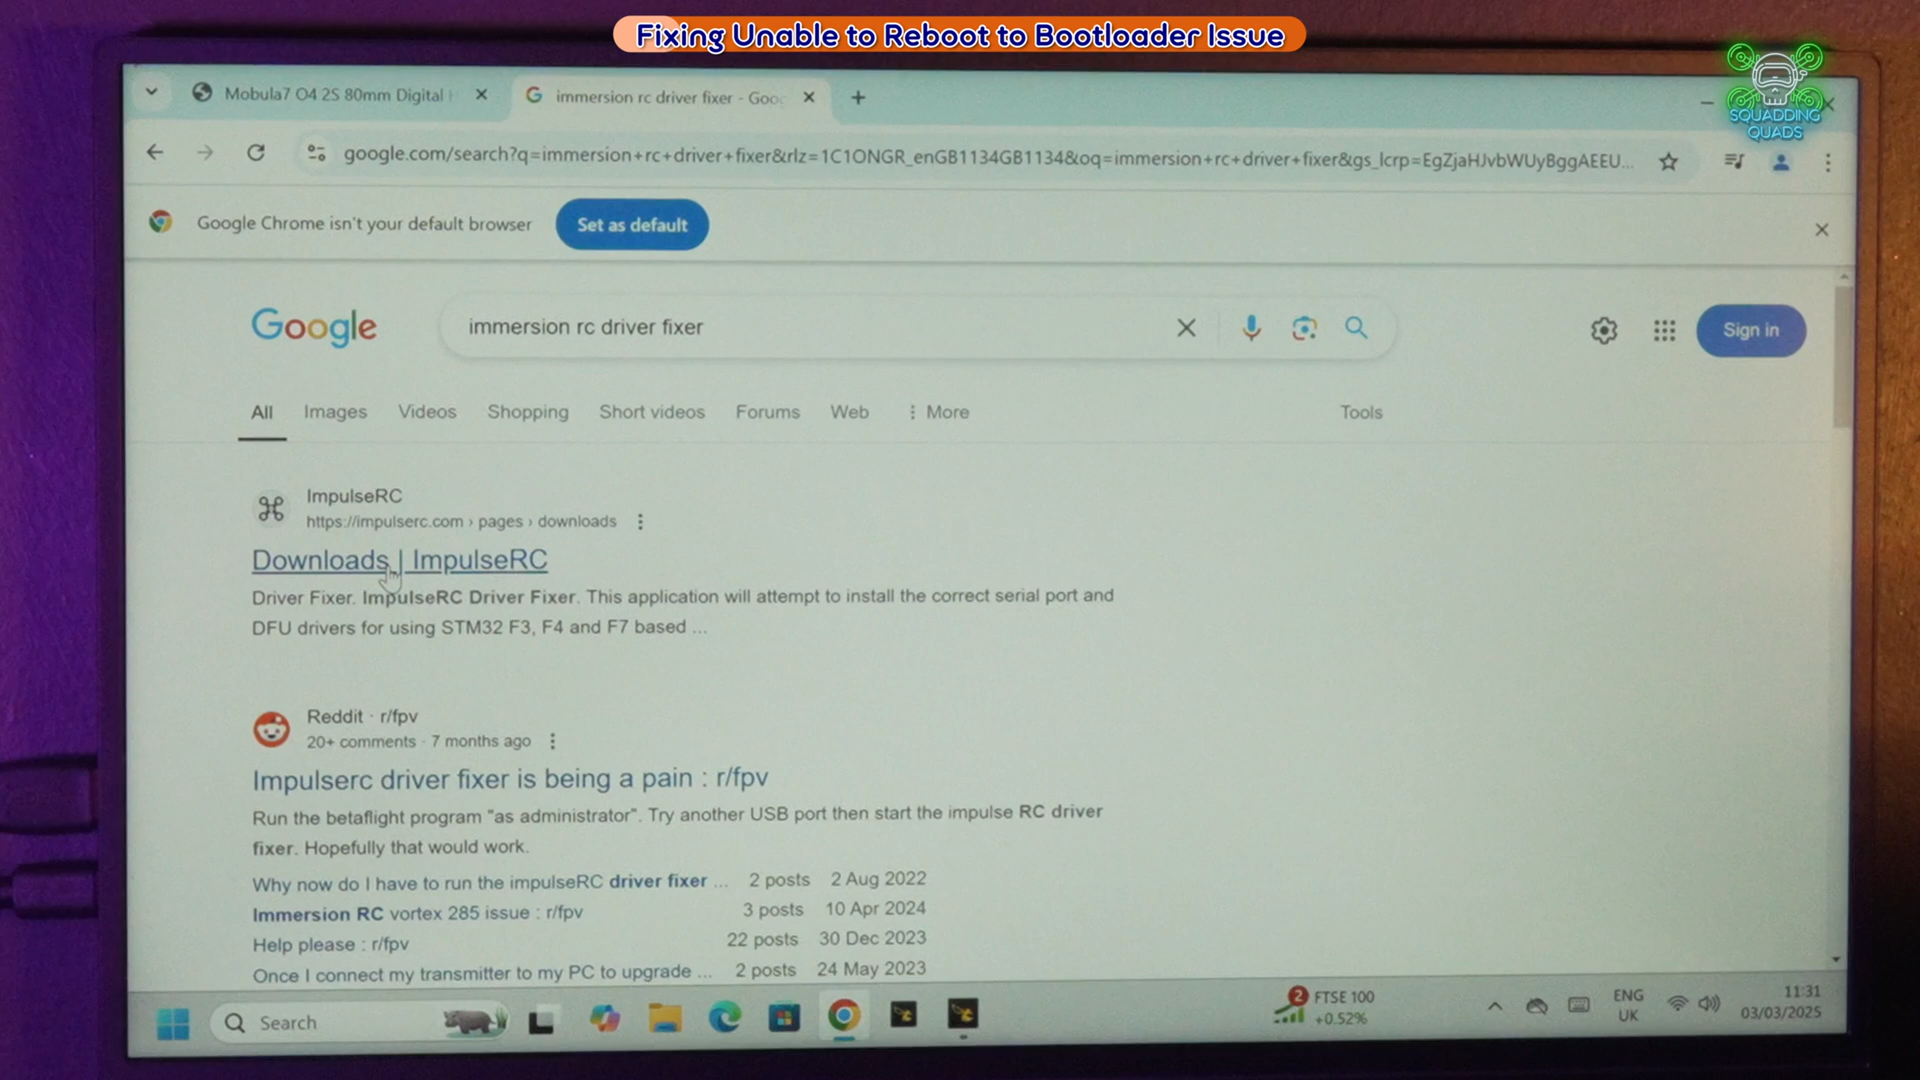 Fixing Unable to Reboot to Bootloader Issue
SQUADDING
QUADS
Mobula7 O4 2S 80mm Digital
immersion rc driver fixer - Goo
google.com/search?q=immersion+rc+driver+fixer&rlz=1C1ONGR_enGB1134GB1134&oq=immersion+rc+driver+fixer&gs_lcrp=EgZjaHJvbWUyBggAEEU...
Google Chrome isn't your default browser
Set as default
Google
immersion rc driver fixer
Sign in
All Images Videos Shopping Short videos Forums Web More Tools
ImpulseRC
https://impulserc.com › pages › downloads
Downloads | ImpulseRC
Driver Fixer. ImpulseRC Driver Fixer. This application will attempt to install the correct serial port and
DFU drivers for using STM32 F3, F4 and F7 based ...
Reddit · r/fpv
20+ comments · 7 months ago
Impulserc driver fixer is being a pain : r/fpv
Run the betaflight program "as administrator". Try another USB port then start the impulse RC driver
fixer. Hopefully that would work.
Why now do I have to run the impulseRC driver fixer ... 2 posts 2 Aug 2022
Immersion RC vortex 285 issue : r/fpv 3 posts 10 Apr 2024
Help please : r/fpv 22 posts 30 Dec 2023
Once I connect my transmitter to my PC to upgrade ... 2 posts 24 May 2023
Search
2
FTSE 100
+0.52%
ENG
UK
11:31
03/03/2025